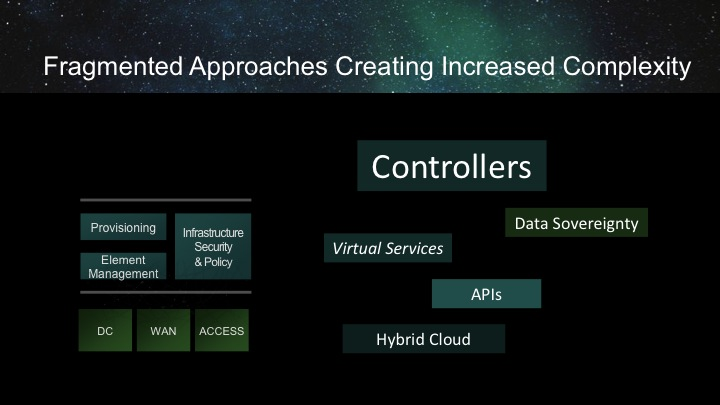 Fragmented Approaches Creating Increased Complexity
Provisioning
Element
Management
Infrastructure
Security
& Policy
DC
WAN
ACCESS
Controllers
Data Sovereignty
Virtual Services
APIs
Hybrid Cloud